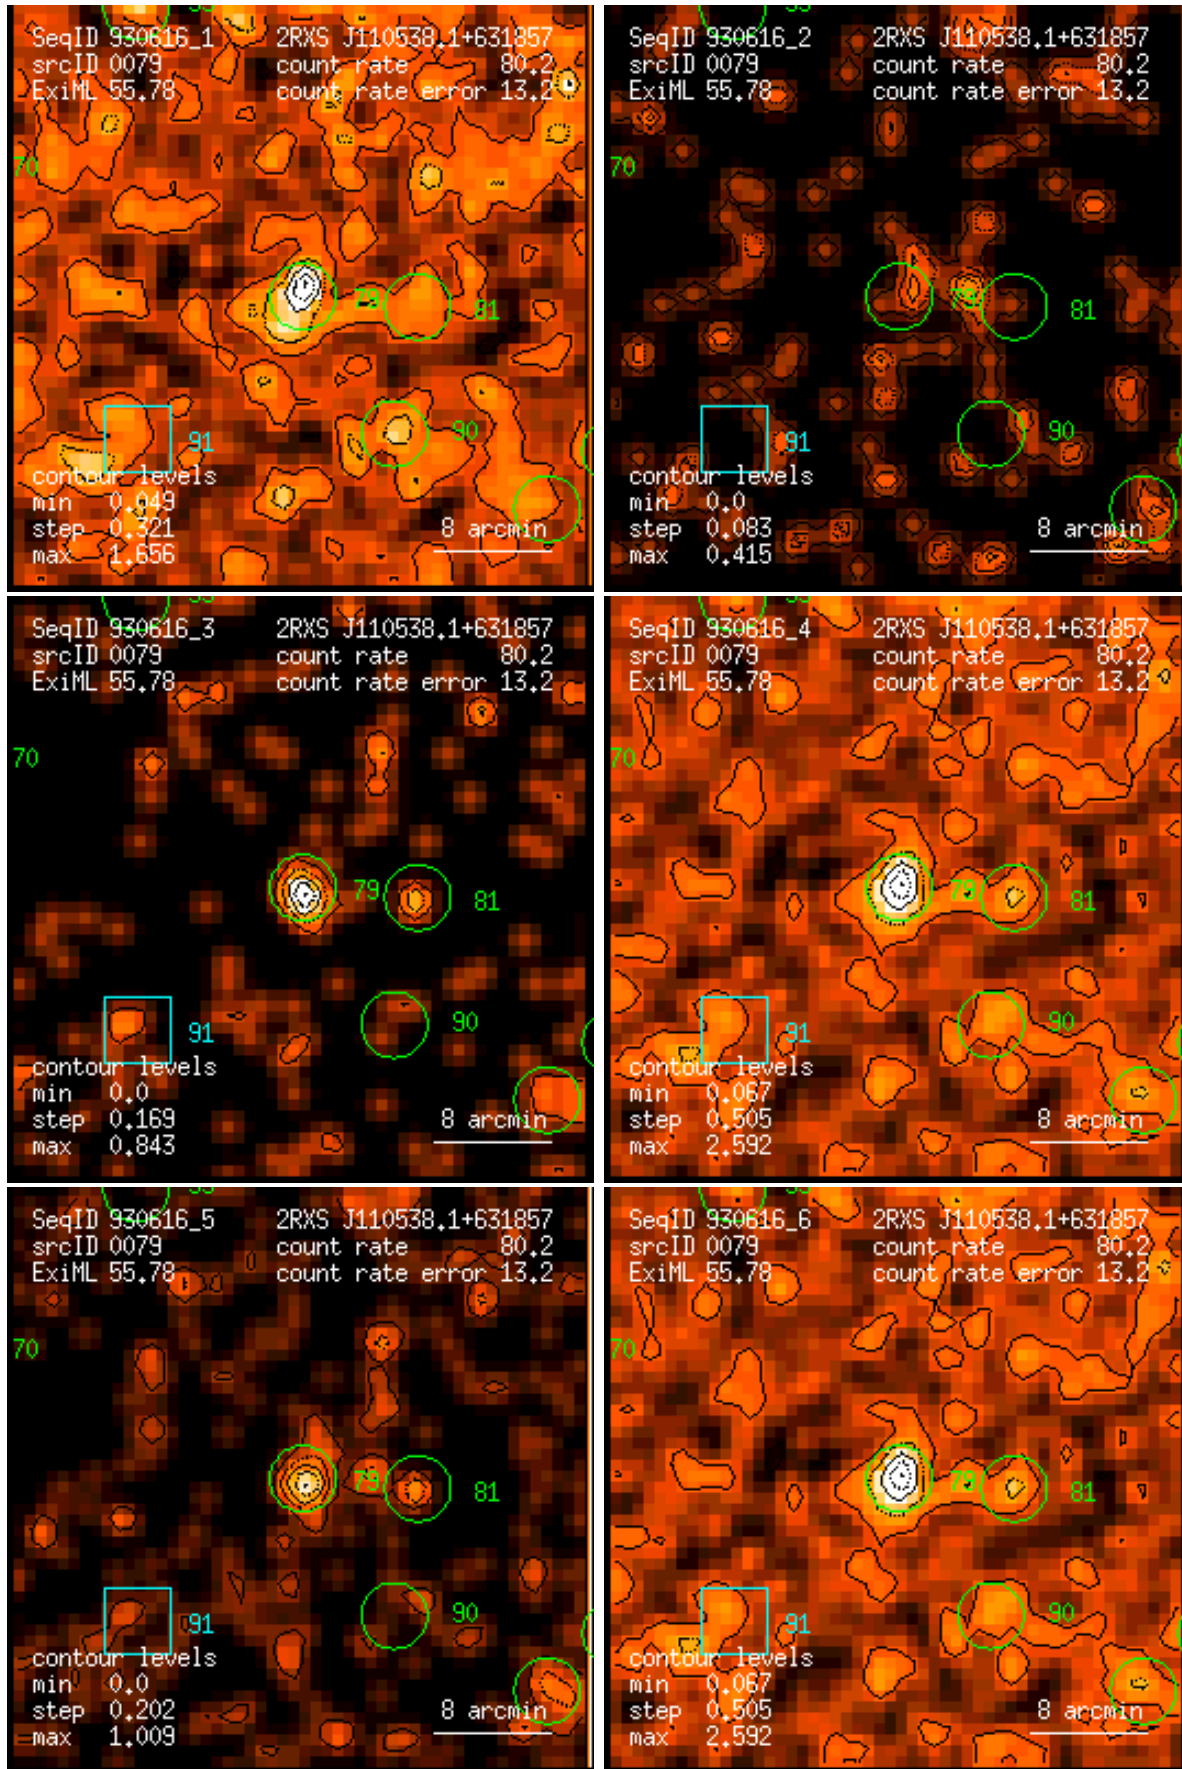 SeqID 930616_1 2RXS J110538.1+631857
srcID 0079 count rate 80.2
ExiML 55.78 count rate error 13.2
70
79
81
90
91
contour levels
min 0.049
step 0.321 8 arcmin
max 1.656
SeqID 930616_2 2RXS J110538.1+631857
srcID 0079 count rate 80.2
ExiML 55.78 count rate error 13.2
70
79
81
90
91
contour levels
min 0.0
step 0.083 8 arcmin
max 0.415
SeqID 930616_3 2RXS J110538.1+631857
srcID 0079 count rate 80.2
ExiML 55.78 count rate error 13.2
70
79
81
90
91
contour levels
min 0.0
step 0.169 8 arcmin
max 0.843
SeqID 930616_4 2RXS J110538.1+631857
srcID 0079 count rate 80.2
ExiML 55.78 count rate error 13.2
70
79
81
90
91
contour levels
min 0.067
step 0.505 8 arcmin
max 2.592
SeqID 930616_5 2RXS J110538.1+631857
srcID 0079 count rate 80.2
ExiML 55.78 count rate error 13.2
70
79
81
90
91
contour levels
min 0.0
step 0.202 8 arcmin
max 1.009
SeqID 930616_6 2RXS J110538.1+631857
srcID 0079 count rate 80.2
ExiML 55.78 count rate error 13.2
70
79
81
90
91
contour levels
min 0.067
step 0.505 8 arcmin
max 2.592